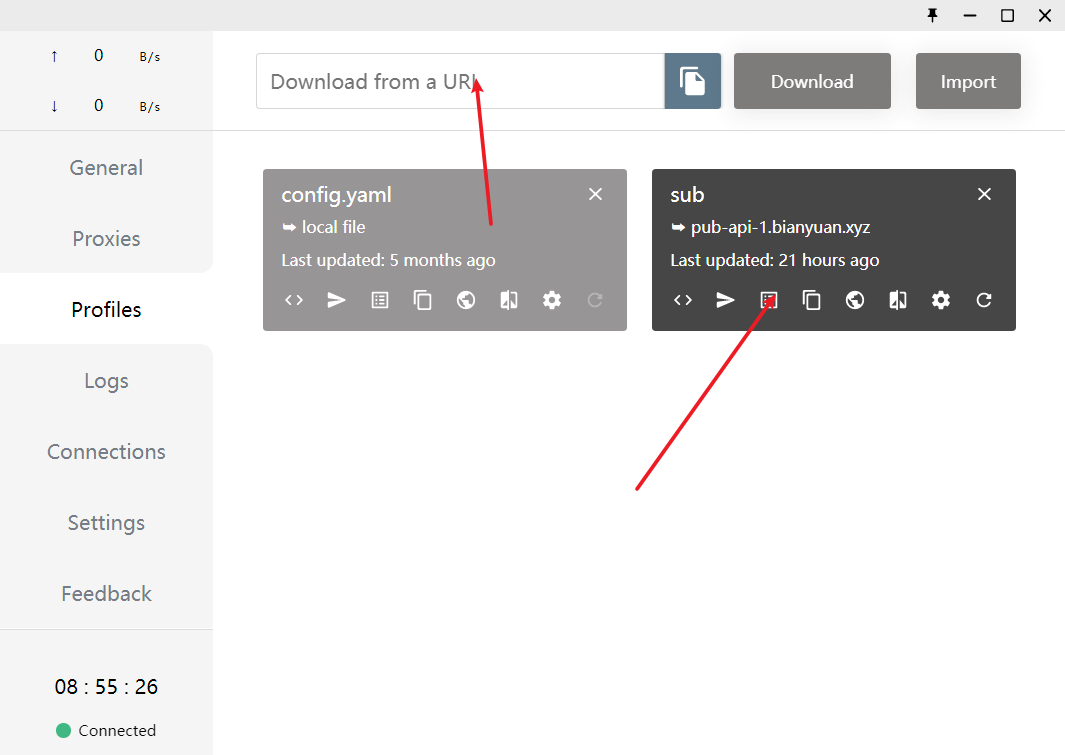 ↑ 0 B/s
↓ 0 B/s
General
Proxies
Profiles
Logs
Connections
Settings
Feedback
08 : 55 : 26
Connected
Download from a URL
Download
Import
config.yaml
local file
Last updated: 5 months ago
sub
pub-api-1.bianyuan.xyz
Last updated: 21 hours ago